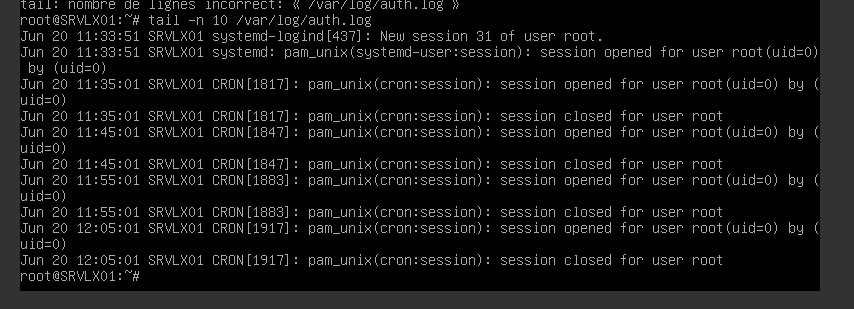 tail: nombre de lignes incorrect: « /var/log/auth.log »
root@SRVLX01:~# tail -n 10 /var/log/auth.log
Jun 20 11:33:51 SRVLX01 systemd-logind[437]: New session 31 of user root.
Jun 20 11:33:51 SRVLX01 systemd: pam_unix(systemd-user:session): session opened for user root(uid=0)
 by (uid=0)
Jun 20 11:35:01 SRVLX01 CRON[1817]: pam_unix(cron:session): session opened for user root(uid=0) by (
uid=0)
Jun 20 11:35:01 SRVLX01 CRON[1817]: pam_unix(cron:session): session closed for user root
Jun 20 11:45:01 SRVLX01 CRON[1847]: pam_unix(cron:session): session opened for user root(uid=0) by (
uid=0)
Jun 20 11:45:01 SRVLX01 CRON[1847]: pam_unix(cron:session): session closed for user root
Jun 20 11:55:01 SRVLX01 CRON[1883]: pam_unix(cron:session): session opened for user root(uid=0) by (
uid=0)
Jun 20 11:55:01 SRVLX01 CRON[1883]: pam_unix(cron:session): session closed for user root
Jun 20 12:05:01 SRVLX01 CRON[1917]: pam_unix(cron:session): session opened for user root(uid=0) by (
uid=0)
Jun 20 12:05:01 SRVLX01 CRON[1917]: pam_unix(cron:session): session closed for user root
root@SRVLX01:~#